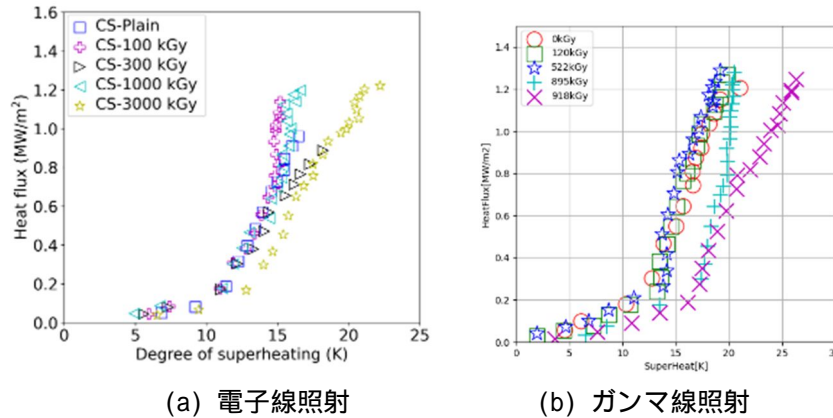 1.6
1.4
1.2
1.0
0.8
0.6
0.4
0.2
0.0
Heat flux (MW/m²)
CS-Plain
CS-100 kGy
CS-300 kGy
CS-1000 kGy
CS-3000 kGy
0 5 10 15 20 25
Degree of superheating (K)
(a) 電子線照射
1.4
1.2
1.0
0.8
0.6
0.4
0.2
0.0
HeatFlux[MW/m2]
0kGy
120kGy
522kGy
895kGy
918kGy
0 5 10 15 20 25 30
SuperHeat[K]
(b) ガンマ線照射